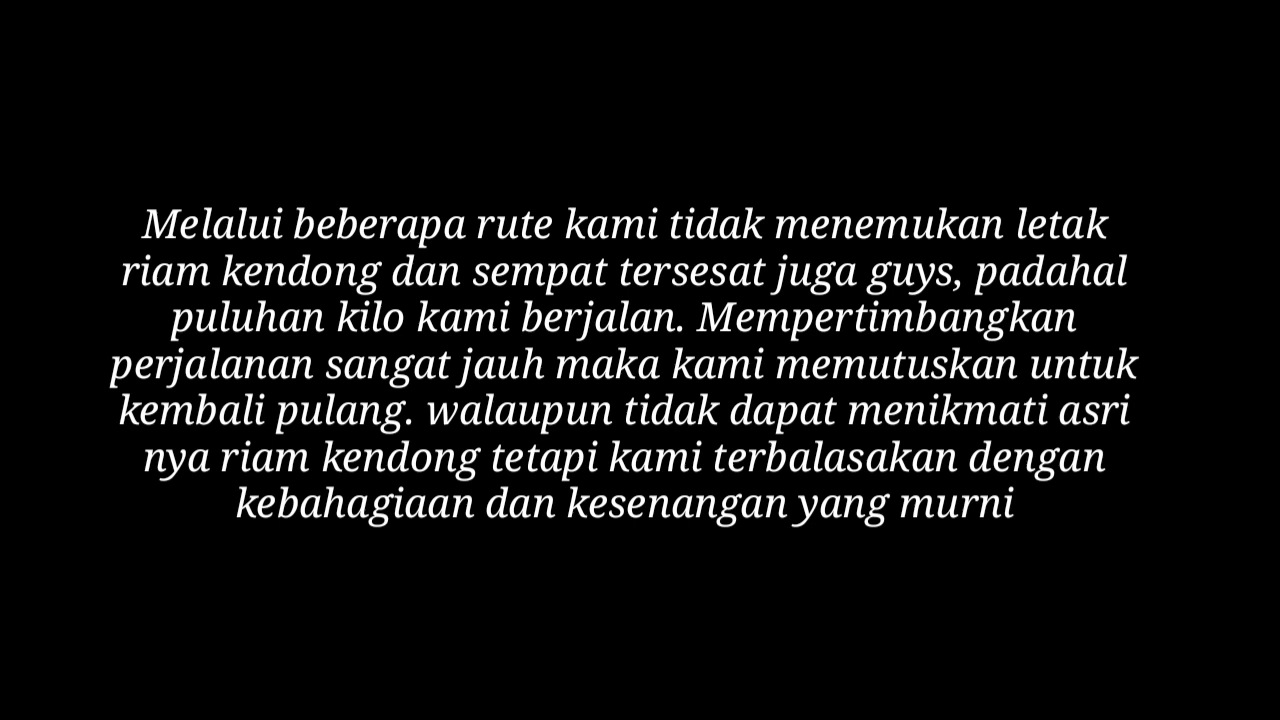 Melalui beberapa rute kami tidak menemukan letak
riam kendong dan sempat tersesat juga guys, padahal
puluhan kilo kami berjalan. Mempertimbangkan
perjalanan sangat jauh maka kami memutuskan untuk
kembali pulang. walaupun tidak dapat menikmati asri
nya riam kendong tetapi kami terbalasakan dengan
kebahagiaan dan kesenangan yang murni